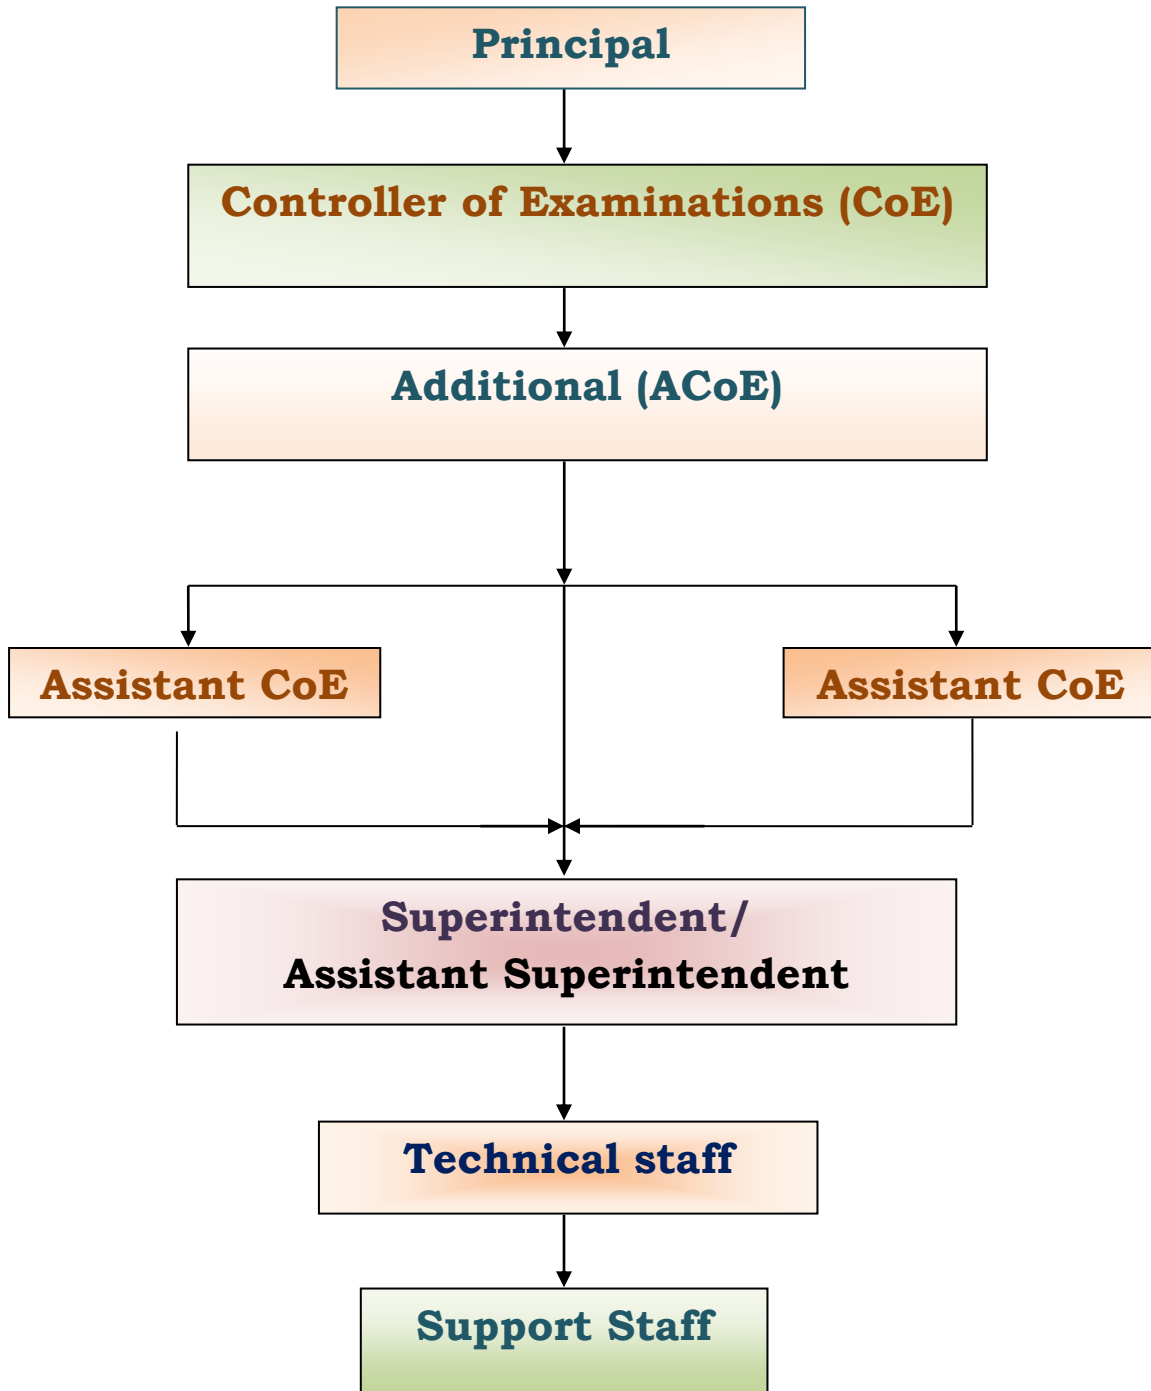 Principal
Controller of Examinations (CoE)
Additional (ACoE)
Assistant CoE
Assistant CoE
Superintendent/
Assistant Superintendent
Technical staff
Support Staff